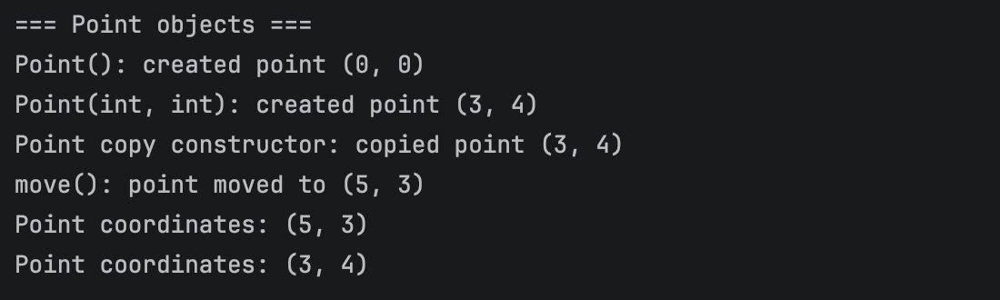 === Point objects ===
Point(): created point (0, 0)
Point(int, int): created point (3, 4)
Point copy constructor: copied point (3, 4)
move(): point moved to (5, 3)
Point coordinates: (5, 3)
Point coordinates: (3, 4)